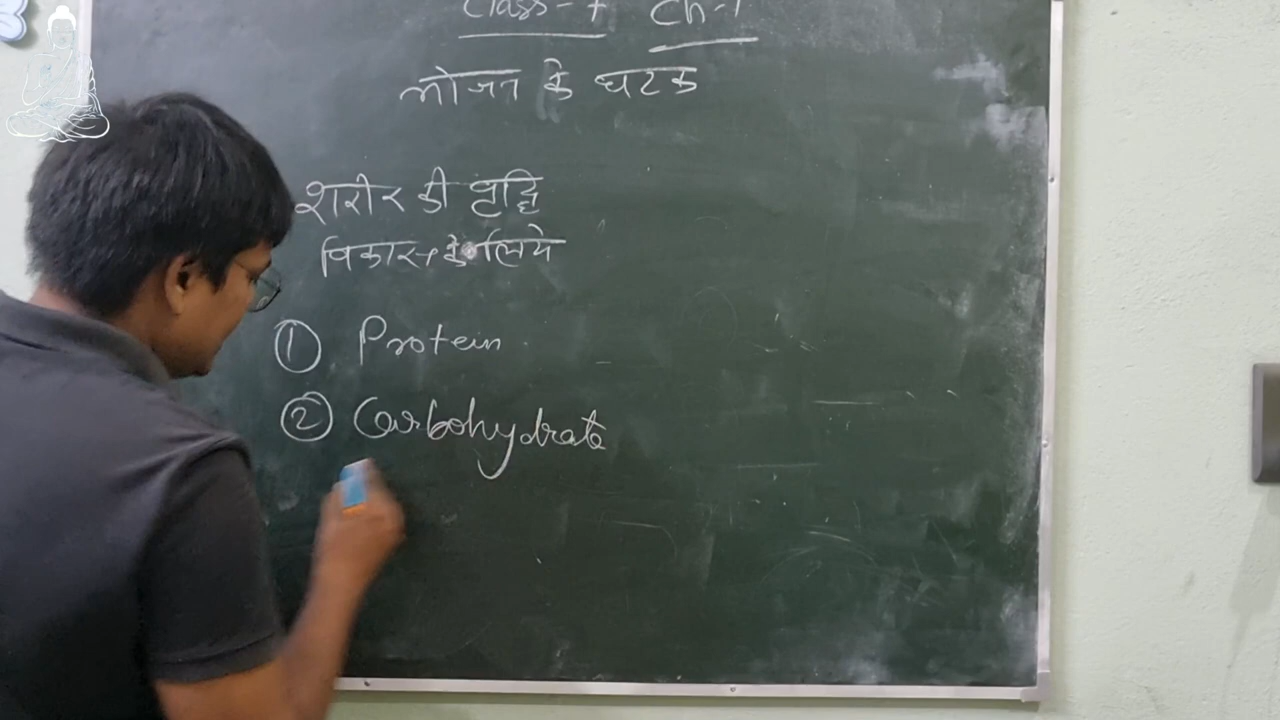 Class-7 Ch-1
भोजन के घटक
शरीर की वृद्धि
विकास के लिये
① Protein
② Carbohydrate